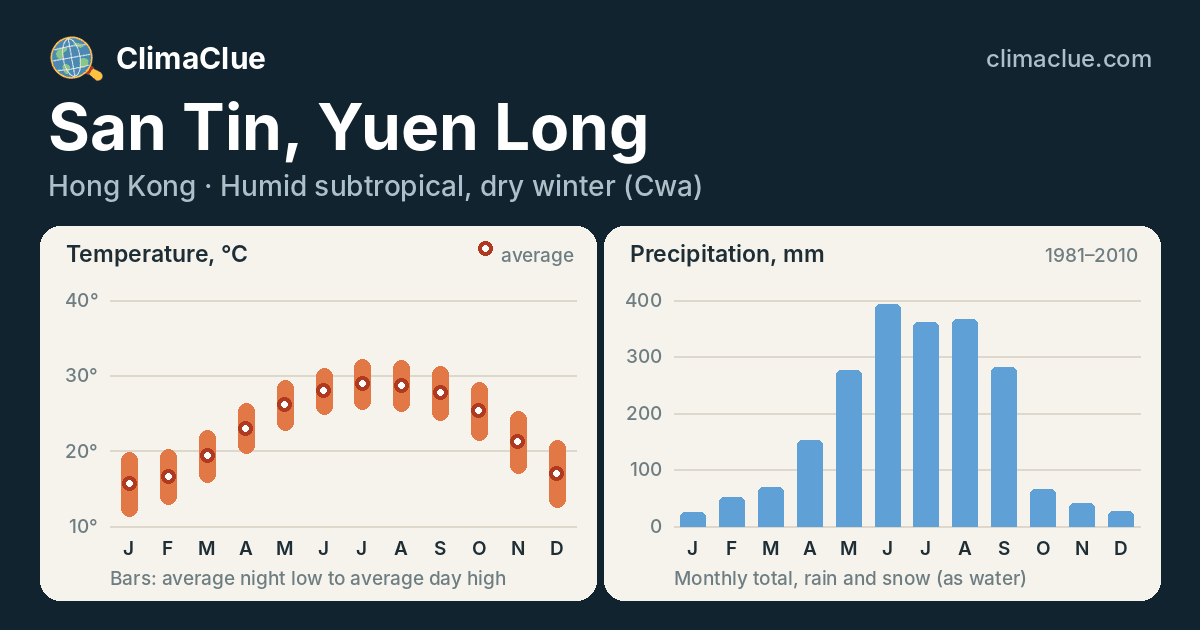 ClimaClue
climaclue.com
San Tin, Yuen Long
Hong Kong · Humid subtropical, dry winter (Cwa)
Temperature, °C
average
40°
30°
20°
10°
J F M A M J J A S O N D
Bars: average night low to average day high
Precipitation, mm
1981–2010
400
300
200
100
0
J F M A M J J A S O N D
Monthly total, rain and snow (as water)